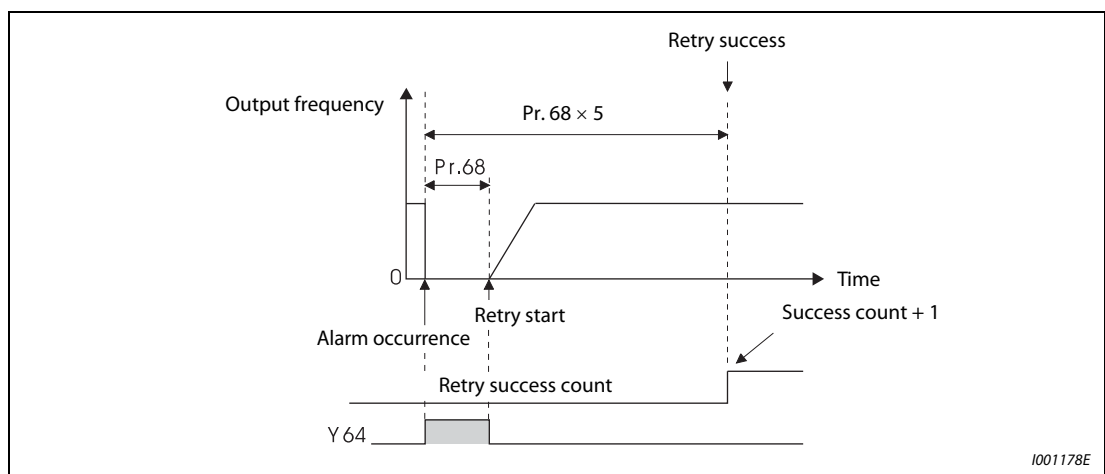 Retry success
Output frequency
Pr. 68 × 5
Pr.68
0
Time
Retry start
Success count + 1
Alarm occurrence
Retry success count
Y64
I001178E